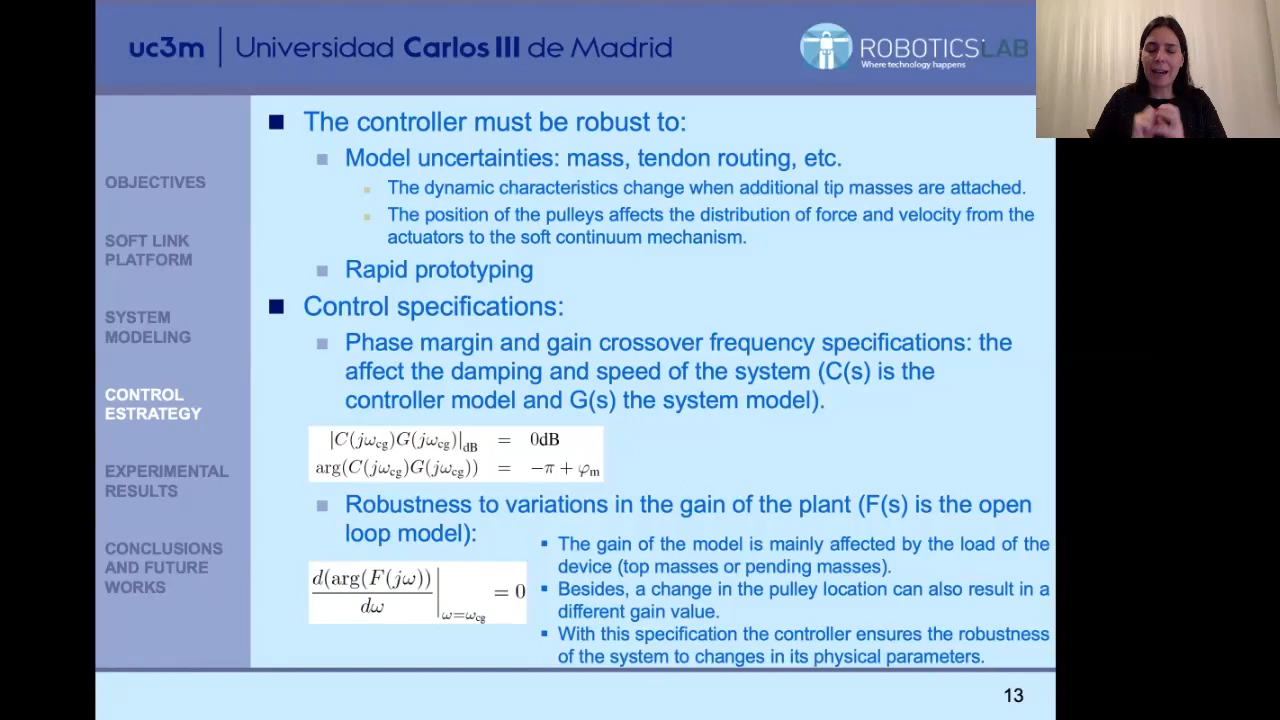 uc3m | Universidad Carlos III de Madrid
ROBOTICSLAB
Where technology happens
OBJECTIVES
SOFT LINK
PLATFORM
SYSTEM
MODELING
CONTROL
ESTRATEGY
EXPERIMENTAL
RESULTS
CONCLUSIONS
AND FUTURE
WORKS
The controller must be robust to:
Model uncertainties: mass, tendon routing, etc.
The dynamic characteristics change when additional tip masses are attached.
The position of the pulleys affects the distribution of force and velocity from the
actuators to the soft continuum mechanism.
Rapid prototyping
Control specifications:
Phase margin and gain crossover frequency specifications: the
affect the damping and speed of the system (C(s) is the
controller model and G(s) the system model).
|C(jω_cg)G(jω_cg)|_dB = 0dB
arg(C(jω_cg)G(jω_cg)) = −π + φ_m
Robustness to variations in the gain of the plant (F(s) is the open
loop model):
d(arg(F(jω)) / dω |_ω=ω_cg = 0
The gain of the model is mainly affected by the load of the
device (top masses or pending masses).
Besides, a change in the pulley location can also result in a
different gain value.
With this specification the controller ensures the robustness
of the system to changes in its physical parameters.
13